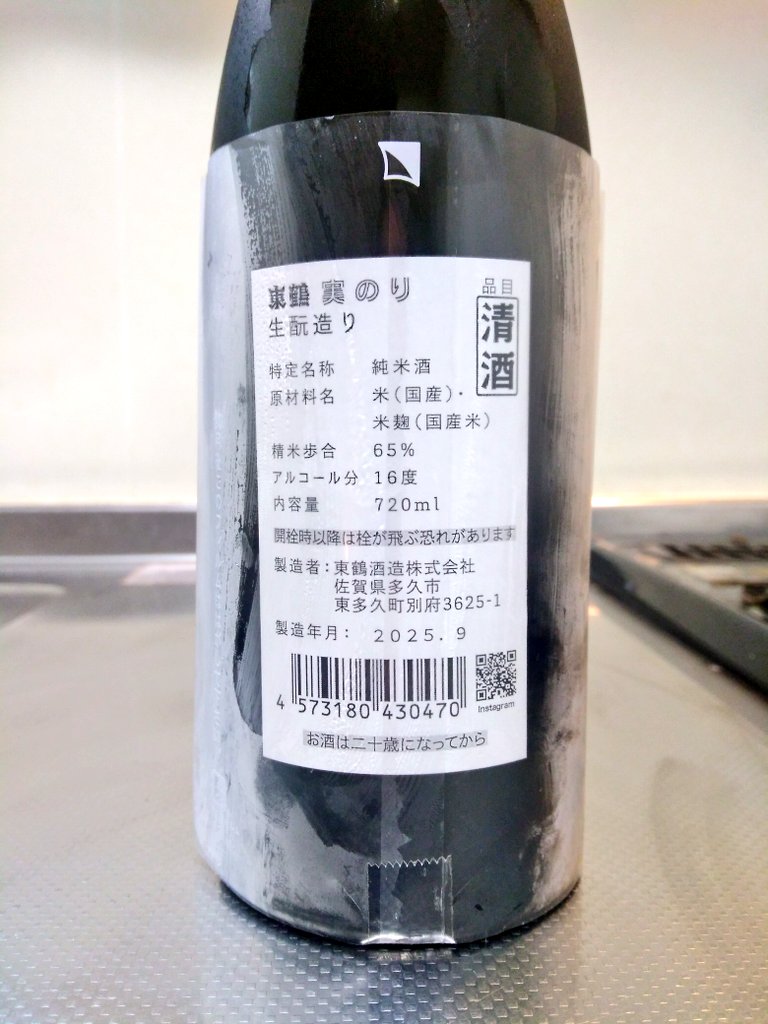 東鶴 実のり
生酛造り
品目
清酒
特定名称 純米酒
原材料名 米(国産)・
米麹(国産米)
精米歩合 65%
アルコール分 16度
内容量 720ml
開栓時以降は栓が飛ぶ恐れがあります
製造者:東鶴酒造株式会社
佐賀県多久市
東多久町別府3625-1
製造年月: 2025.9
4 573180 430470
Instagram
お酒は二十歳になってから